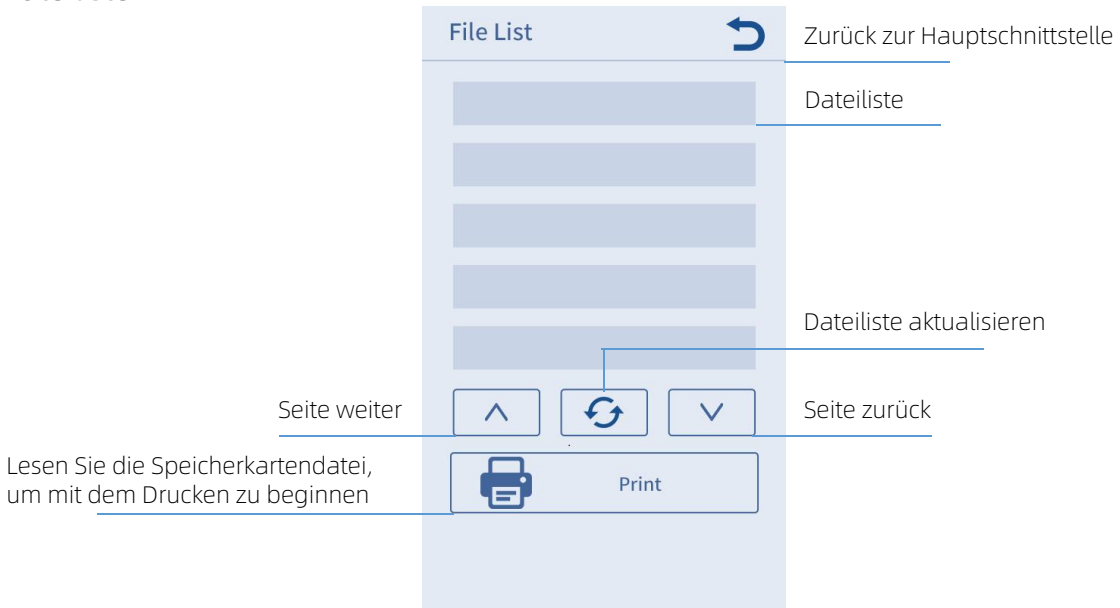 File List
Zurück zur Hauptschnittstelle
Dateiliste
Dateiliste aktualisieren
Seite weiter
Seite zurück
Lesen Sie die Speicherkartendatei,
um mit dem Drucken zu beginnen
Print